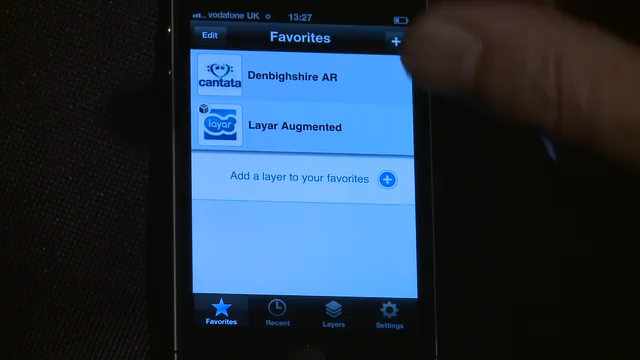 vodafone UK 13:27
Edit Favorites +
cantata Denbighshire AR
layar Layar Augmented
Add a layer to your favorites +
Favorites Recent Layers Settings